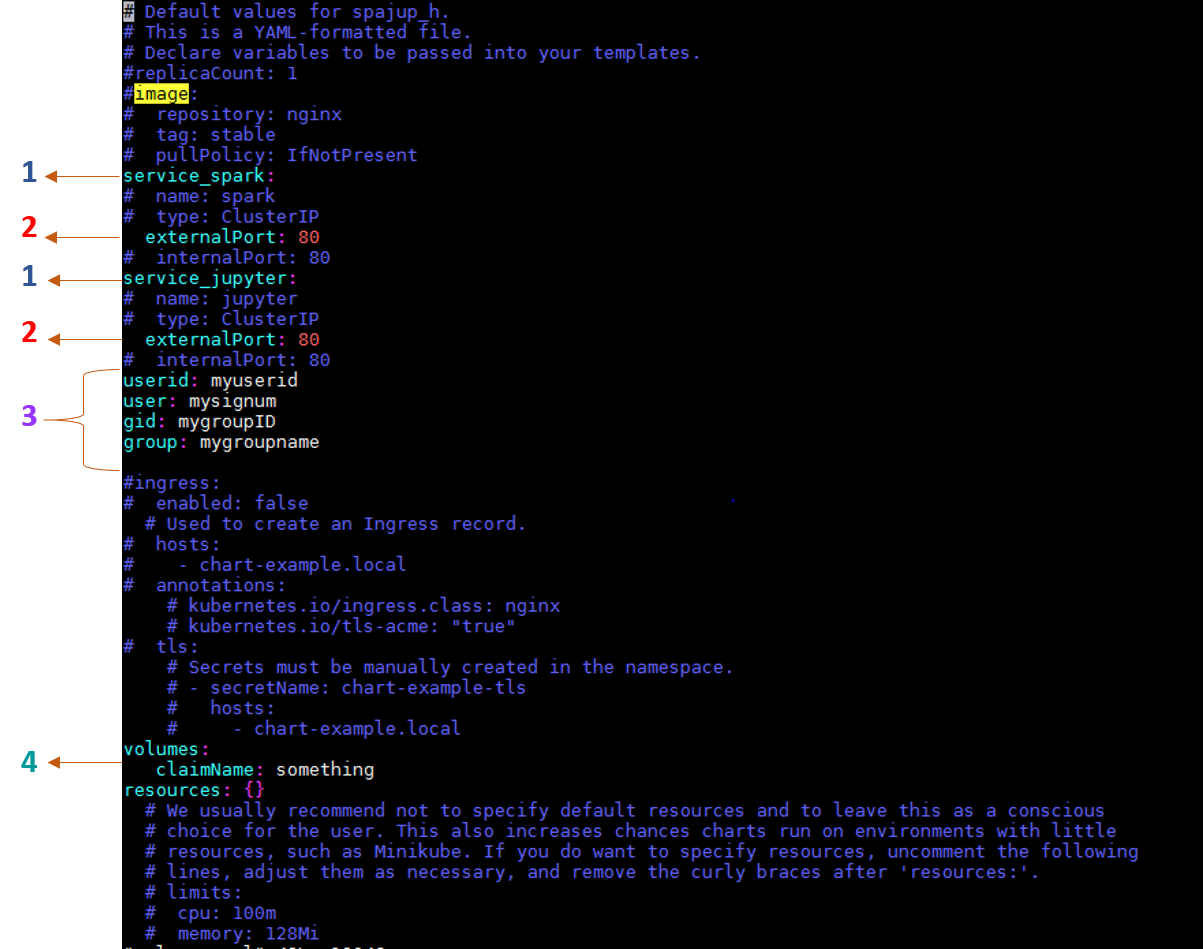 # Default values for spajup_h.
# This is a YAML-formatted file.
# Declare variables to be passed into your templates.
#replicaCount: 1
#image:
#  repository: nginx
#  tag: stable
#  pullPolicy: IfNotPresent
1 service_spark:
#  name: spark
#  type: ClusterIP
2   externalPort: 80
#  internalPort: 80
1 service_jupyter:
#  name: jupyter
#  type: ClusterIP
2   externalPort: 80
#  internalPort: 80
userid: myuserid
user: mysignum
3 gid: mygroupID
group: mygroupname
#ingress:
#  enabled: false
  # Used to create an Ingress record.
#  hosts:
#    - chart-example.local
#  annotations:
    # kubernetes.io/ingress.class: nginx
    # kubernetes.io/tls-acme: "true"
#  tls:
    # Secrets must be manually created in the namespace.
    # - secretName: chart-example-tls
    #   hosts:
    #     - chart-example.local
volumes:
4    claimName: something
resources: {}
  # We usually recommend not to specify default resources and to leave this as a conscious
  # choice for the user. This also increases chances charts run on environments with little
  # resources, such as Minikube. If you do want to specify resources, uncomment the following
  # lines, adjust them as necessary, and remove the curly braces after 'resources:'.
  # limits:
  #  cpu: 100m
  #  memory: 128Mi